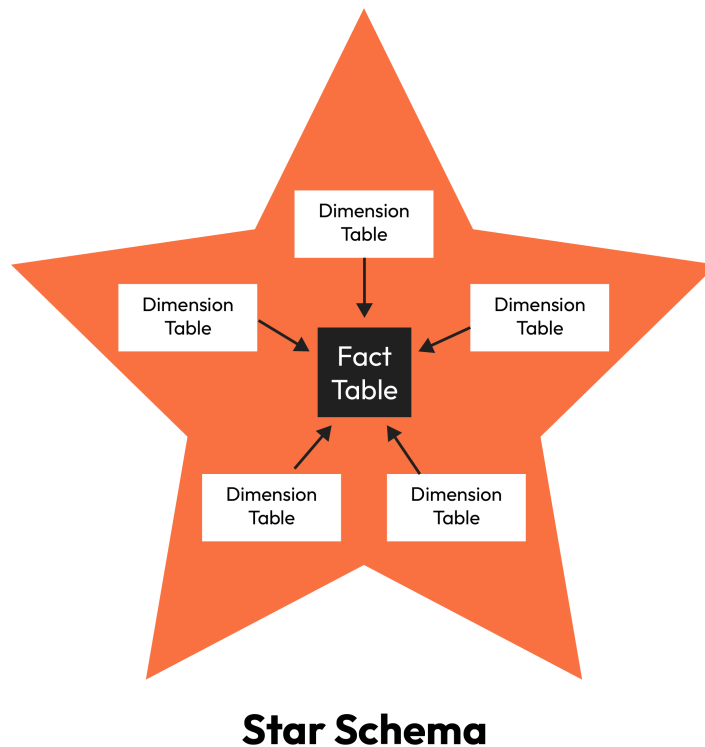 Dimension
Table
Dimension
Table
Dimension
Table
Fact
Table
Dimension
Table
Dimension
Table
Star Schema